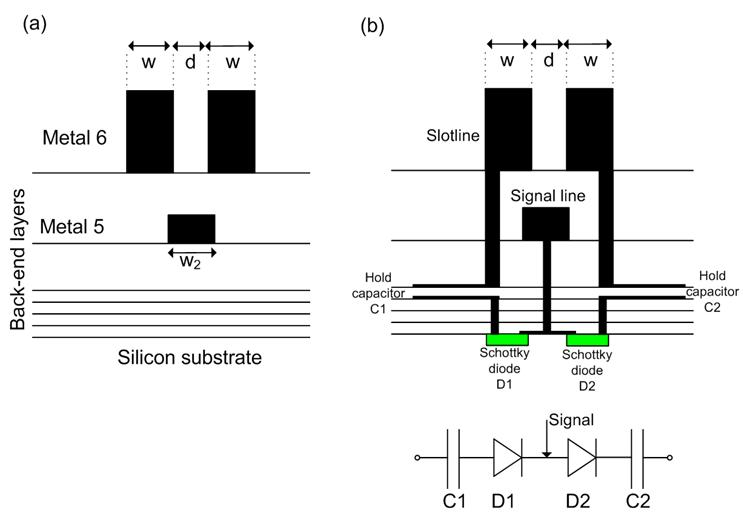 (a)
w d w
Metal 6
Metal 5
w2
Back-end layers
Silicon substrate
(b)
w d w
Slotline
Signal line
Hold
capacitor
C1
Hold
capacitor
C2
Schottky
diode
D1
Schottky
diode
D2
Signal
C1 D1 D2 C2